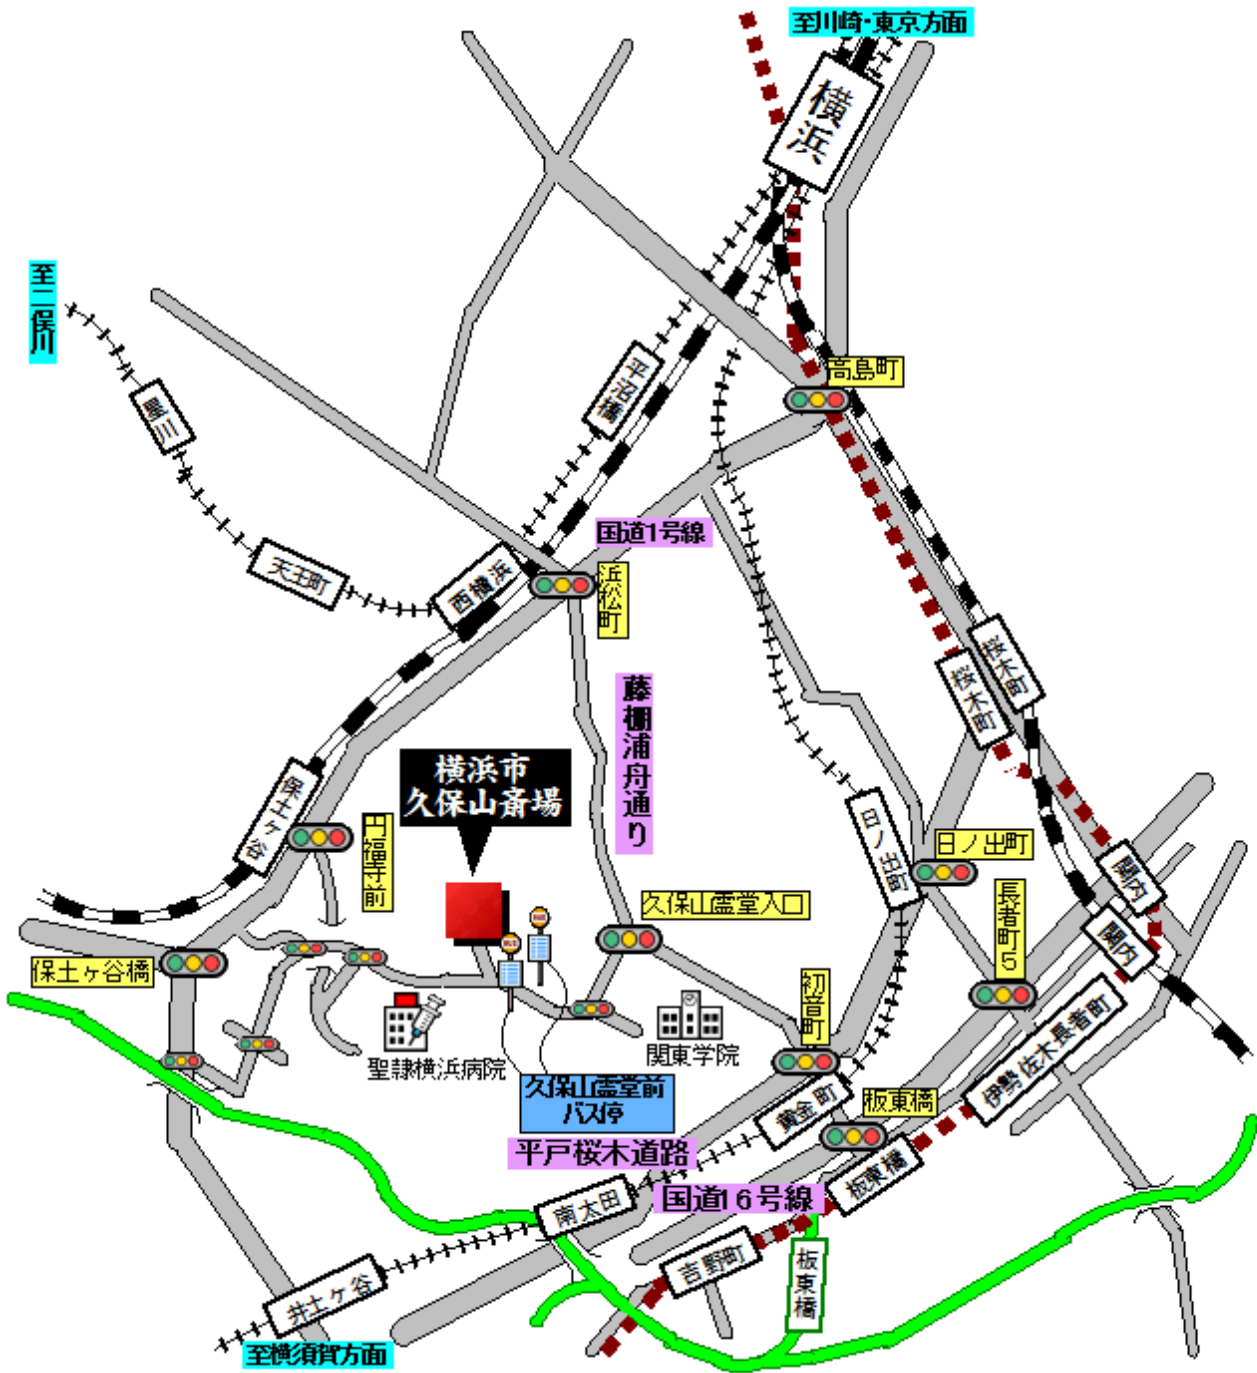 至川崎・東京方面
横浜
至二俣川
高島町
平沼橋
星川
国道1号線
天王町
西横浜
浜松町
桜木町
桜木町
藤棚浦舟通り
横浜市
久保山斎場
保土ヶ谷
円福寺前
日ノ出町
日ノ出町
関内
久保山霊堂入口
長者町5
関内
保土ヶ谷橋
初音町
伊勢佐木長者町
聖隷横浜病院
関東学院
久保山霊堂前
バス停
黄金町
板東橋
平戸桜木道路
板東橋
国道16号線
南太田
吉野町
板東橋
井土ヶ谷
至横須賀方面